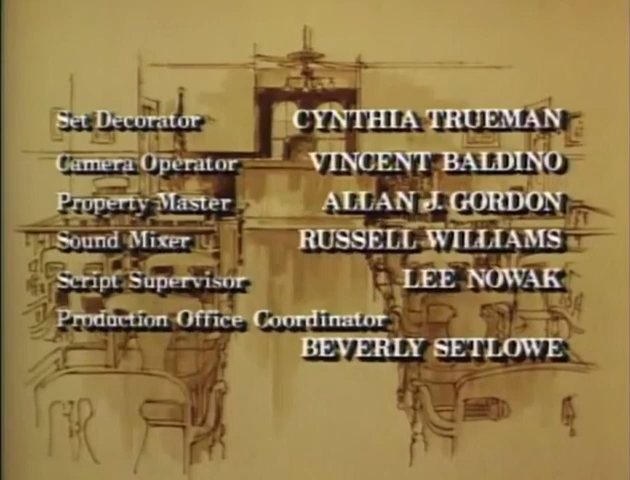 Set Decorator CYNTHIA TRUEMAN
Camera Operator VINCENT BALDINO
Property Master ALLAN J. GORDON
Sound Mixer RUSSELL WILLIAMS
Script Supervisor LEE NOWAK
Production Office Coordinator
BEVERLY SETLOWE